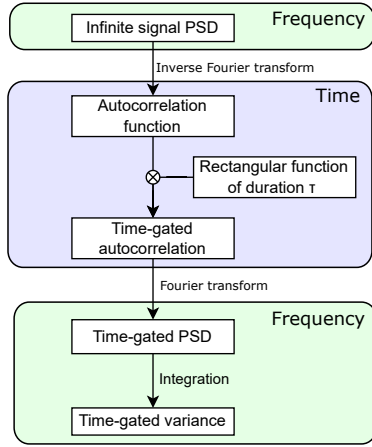 Frequency
Infinite signal PSD
Inverse Fourier transform
Time
Autocorrelation
function
Rectangular function
of duration τ
Time-gated
autocorrelation
Fourier transform
Frequency
Time-gated PSD
Integration
Time-gated variance